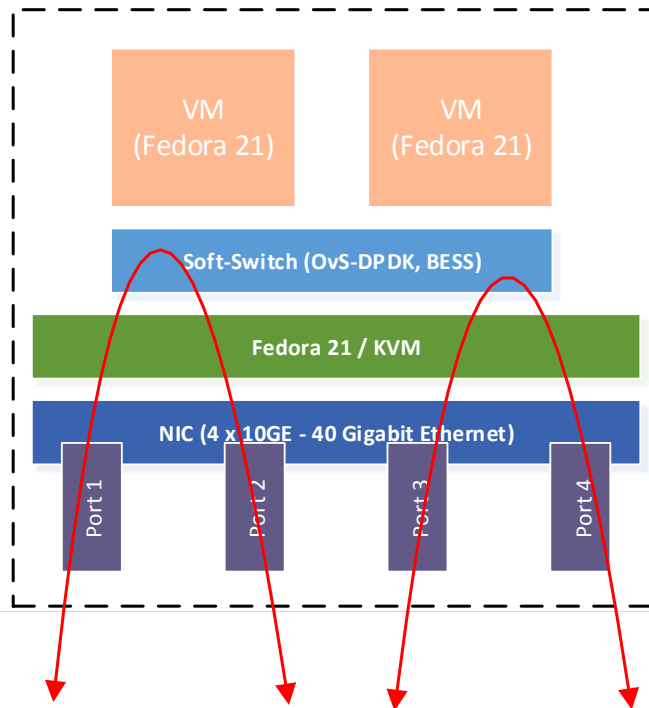 VM
(Fedora 21)
VM
(Fedora 21)
Soft-Switch (OvS-DPDK, BESS)
Fedora 21 / KVM
NIC (4 x 10GE - 40 Gigabit Ethernet)
Port 1
Port 2
Port 3
Port 4